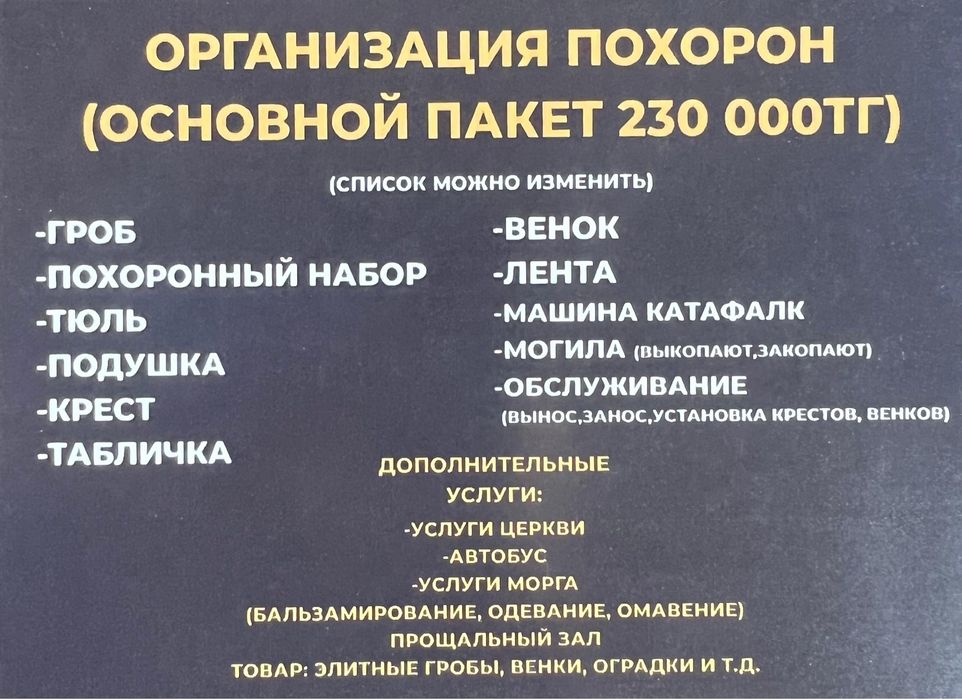 ОРГАНИЗАЦИЯ ПОХОРОН
(ОСНОВНОЙ ПАКЕТ 230 000ТГ)
(СПИСОК МОЖНО ИЗМЕНИТЬ)
-ГРОБ
-ПОХОРОННЫЙ НАБОР
-ТЮЛЬ
-ПОДУШКА
-КРЕСТ
-ТАБЛИЧКА
-ВЕНОК
-ЛЕНТА
-МАШИНА КАТАФАЛК
-МОГИЛА (ВЫКОПАЮТ,ЗАКОПАЮТ)
-ОБСЛУЖИВАНИЕ
(ВЫНОС,ЗАНОС,УСТАНОВКА КРЕСТОВ, ВЕНКОВ)
ДОПОЛНИТЕЛЬНЫЕ
УСЛУГИ:
-УСЛУГИ ЦЕРКВИ
-АВТОБУС
-УСЛУГИ МОРГА
(БАЛЬЗАМИРОВАНИЕ, ОДЕВАНИЕ, ОМАВЕНИЕ)
ПРОЩАЛЬНЫЙ ЗАЛ
ТОВАР: ЭЛИТНЫЕ ГРОБЫ, ВЕНКИ, ОГРАДКИ И Т.Д.